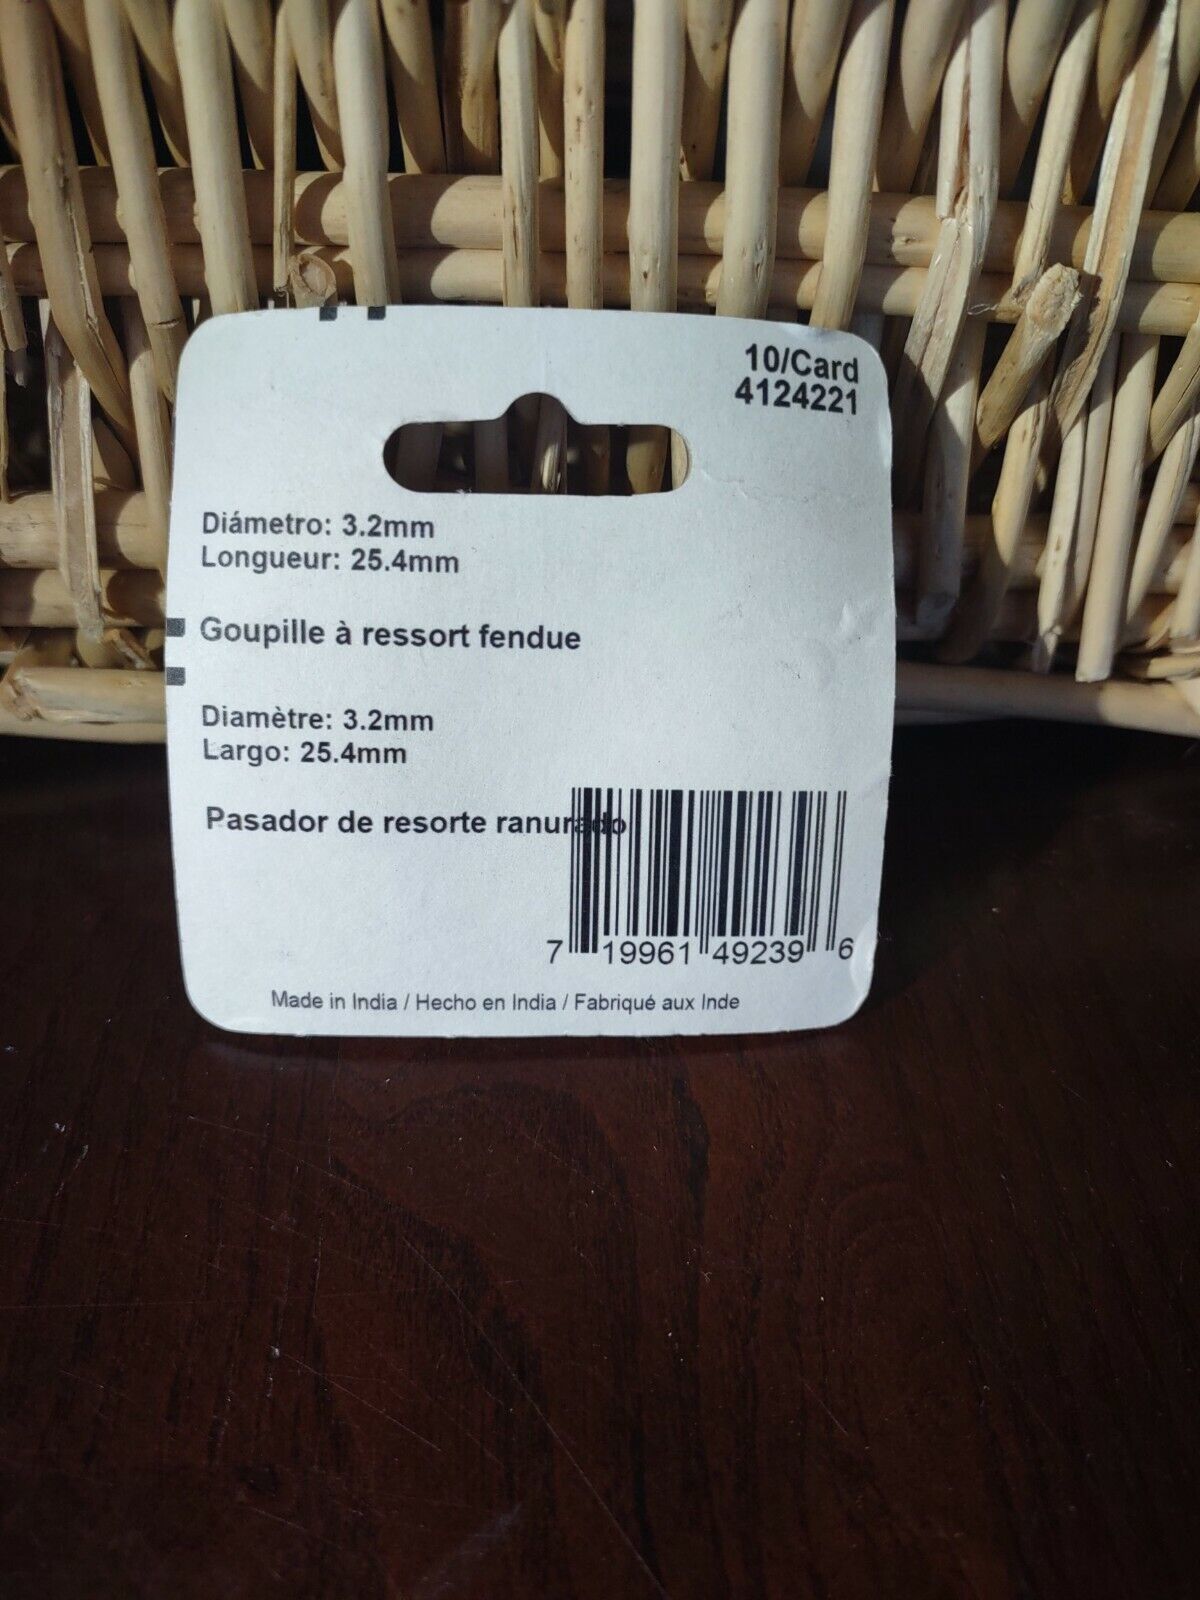 10/Card
4124221
Diámetro: 3.2mm
Longueur: 25.4mm
Goupille à ressort fendue
Diamètre: 3.2mm
Largo: 25.4mm
Pasador de resorte ranurado
7 19961 49239 6
Made in India / Hecho en India / Fabriqué aux Inde